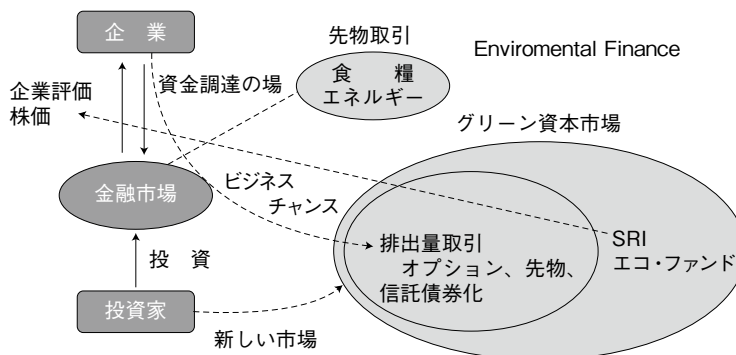 企　業
先物取引
Enviromental Finance
食　　糧
エネルギー
資金調達の場
企業評価
株価
グリーン資本市場
金融市場
ビジネス
チャンス
排出量取引
オプション、先物、
信託債券化
SRI
エコ・ファンド
投　資
投資家
新しい市場